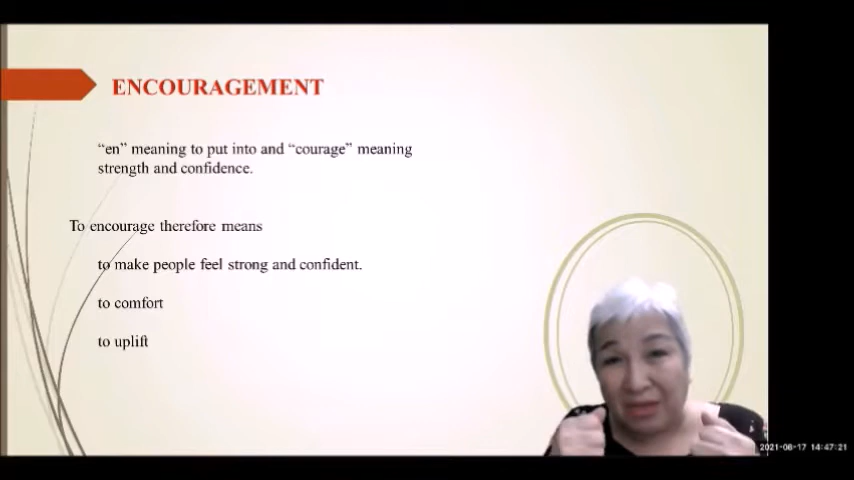 ENCOURAGEMENT
“en” meaning to put into and “courage” meaning
strength and confidence.
To encourage therefore means
to make people feel strong and confident.
to comfort
to uplift
2021-06-17 14:47:21